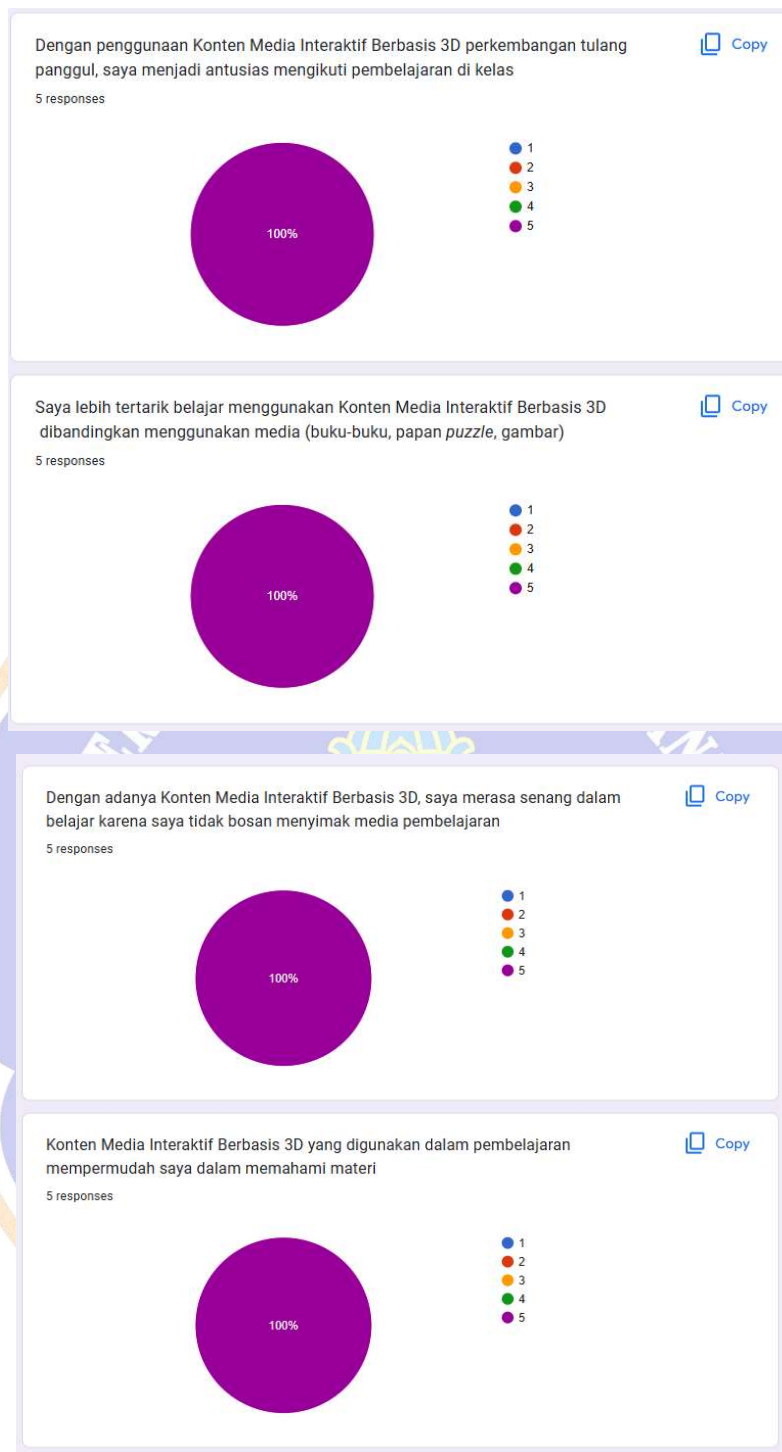 Dengan penggunaan Konten Media Interaktif Berbasis 3D perkembangan tulang
panggul, saya menjadi antusias mengikuti pembelajaran di kelas
Copy
5 responses
100%
1
2
3
4
5
Saya lebih tertarik belajar menggunakan Konten Media Interaktif Berbasis 3D
dibandingkan menggunakan media (buku-buku, papan puzzle, gambar)
Copy
5 responses
100%
1
2
3
4
5
Dengan adanya Konten Media Interaktif Berbasis 3D, saya merasa senang dalam
belajar karena saya tidak bosan menyimak media pembelajaran
Copy
5 responses
100%
1
2
3
4
5
Konten Media Interaktif Berbasis 3D yang digunakan dalam pembelajaran
mempermudah saya dalam memahami materi
Copy
5 responses
100%
1
2
3
4
5